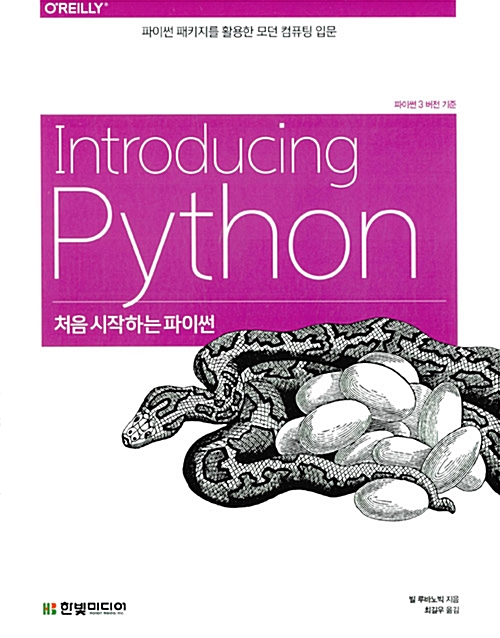 O'REILLY®
파이썬 패키지를 활용한 모던 컴퓨팅 입문
파이썬 3 버전 기준
Introducing
Python
처음 시작하는 파이썬
HB 한빛미디어
빌 루바노빅 지음
최길우 옮김